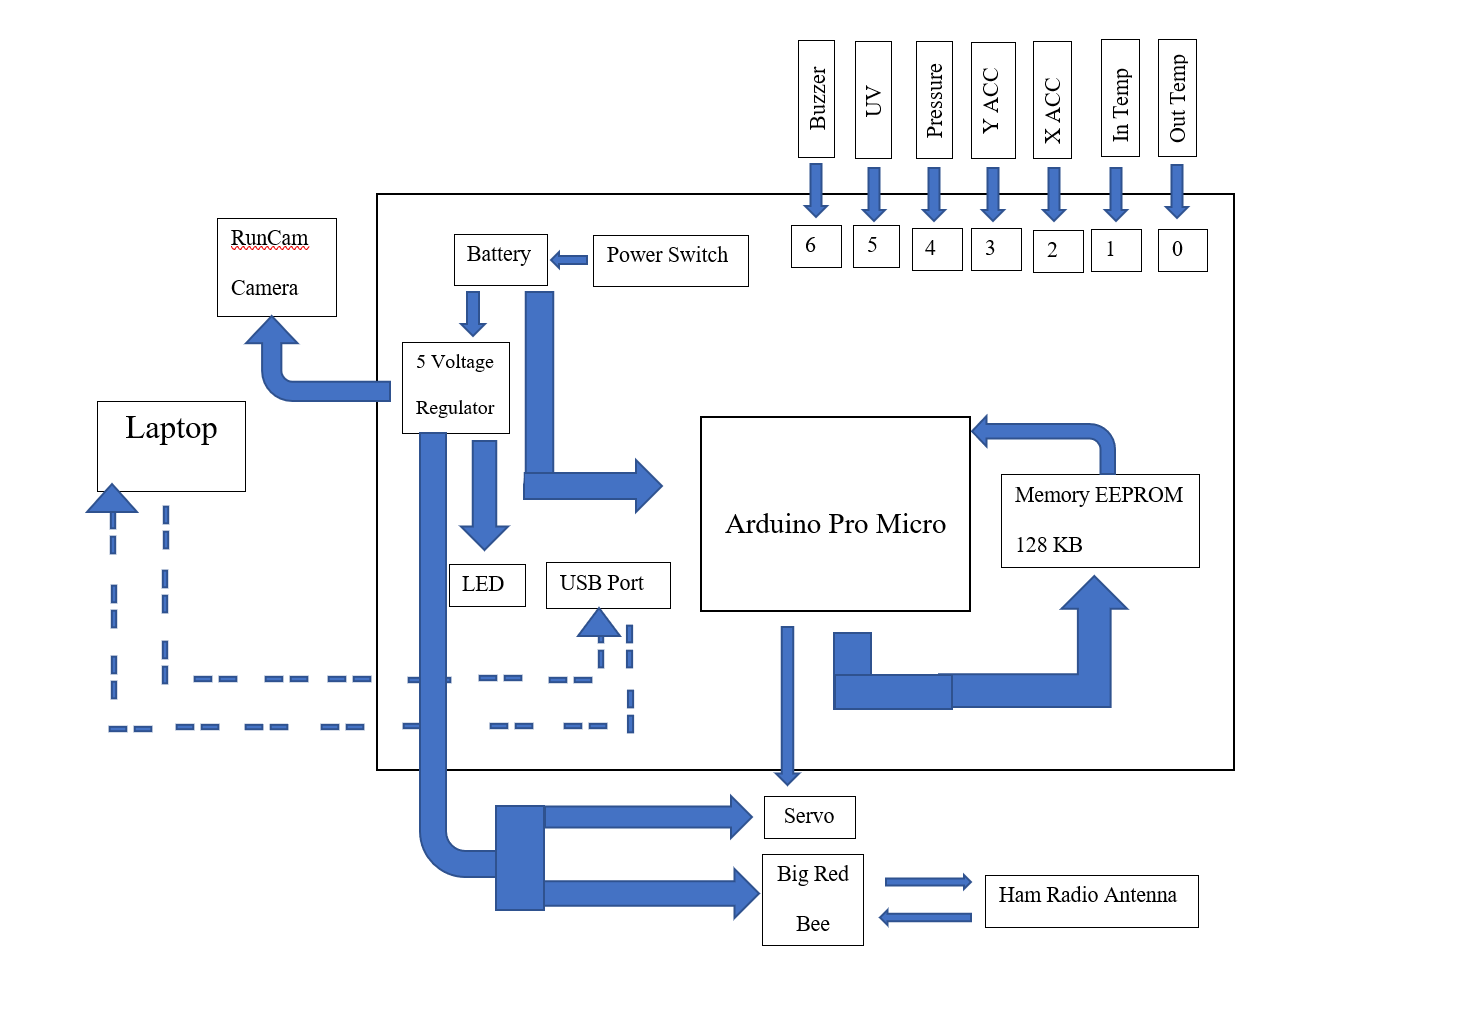 Buzzer
UV
Pressure
Y ACC
X ACC
In Temp
Out Temp
6
5
4
3
2
1
0
RunCam
Camera
Battery
Power Switch
5 Voltage
Regulator
Laptop
Arduino Pro Micro
Memory EEPROM
128 KB
LED
USB Port
Servo
Big Red
Bee
Ham Radio Antenna